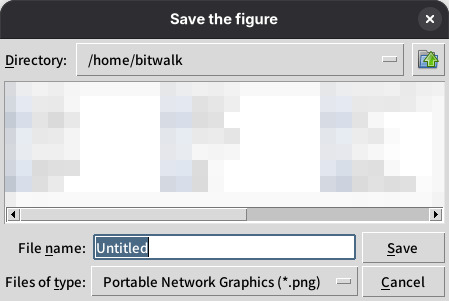 Save the figure
Directory: /home/bitwalk
File name: Untitled Save
Files of type: Portable Network Graphics (*.png) Cancel